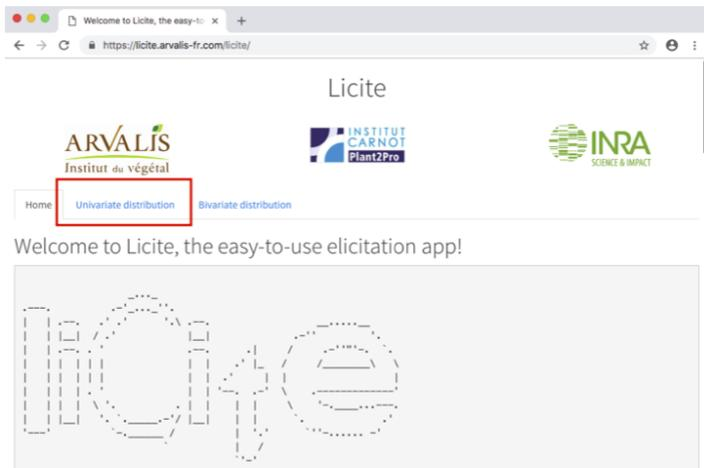 Welcome to Licite, the easy-to
https://licite.arvalis-fr.com/licite/
Licite
ARVALIS
Institut du végétal
INSTITUT
CARNOT
Plant2Pro
INRA
SCIENCE & IMPACT
Home Univariate distribution Bivariate distribution
Welcome to Licite, the easy-to-use elicitation app!
liCite